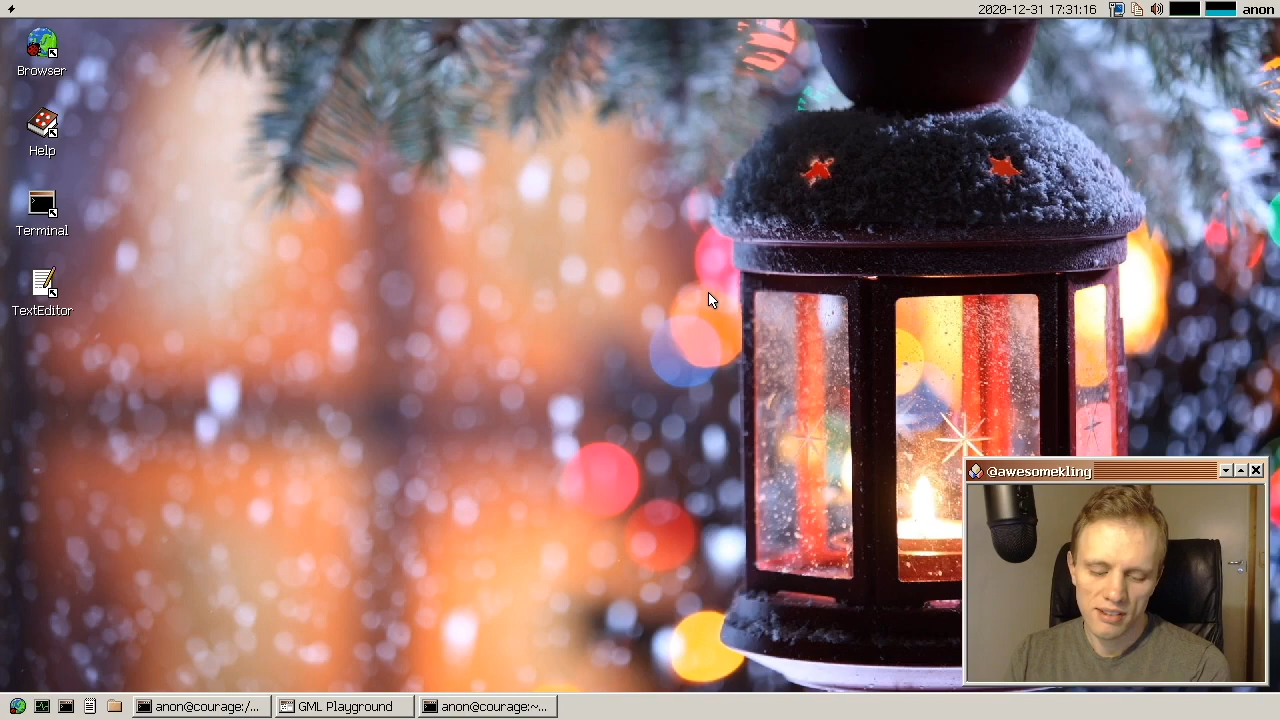 2020-12-31 17:31:16
anon
Browser
Help
Terminal
TextEditor
@awesomekling
anon@courage:/...
GML Playground
anon@courage:~...